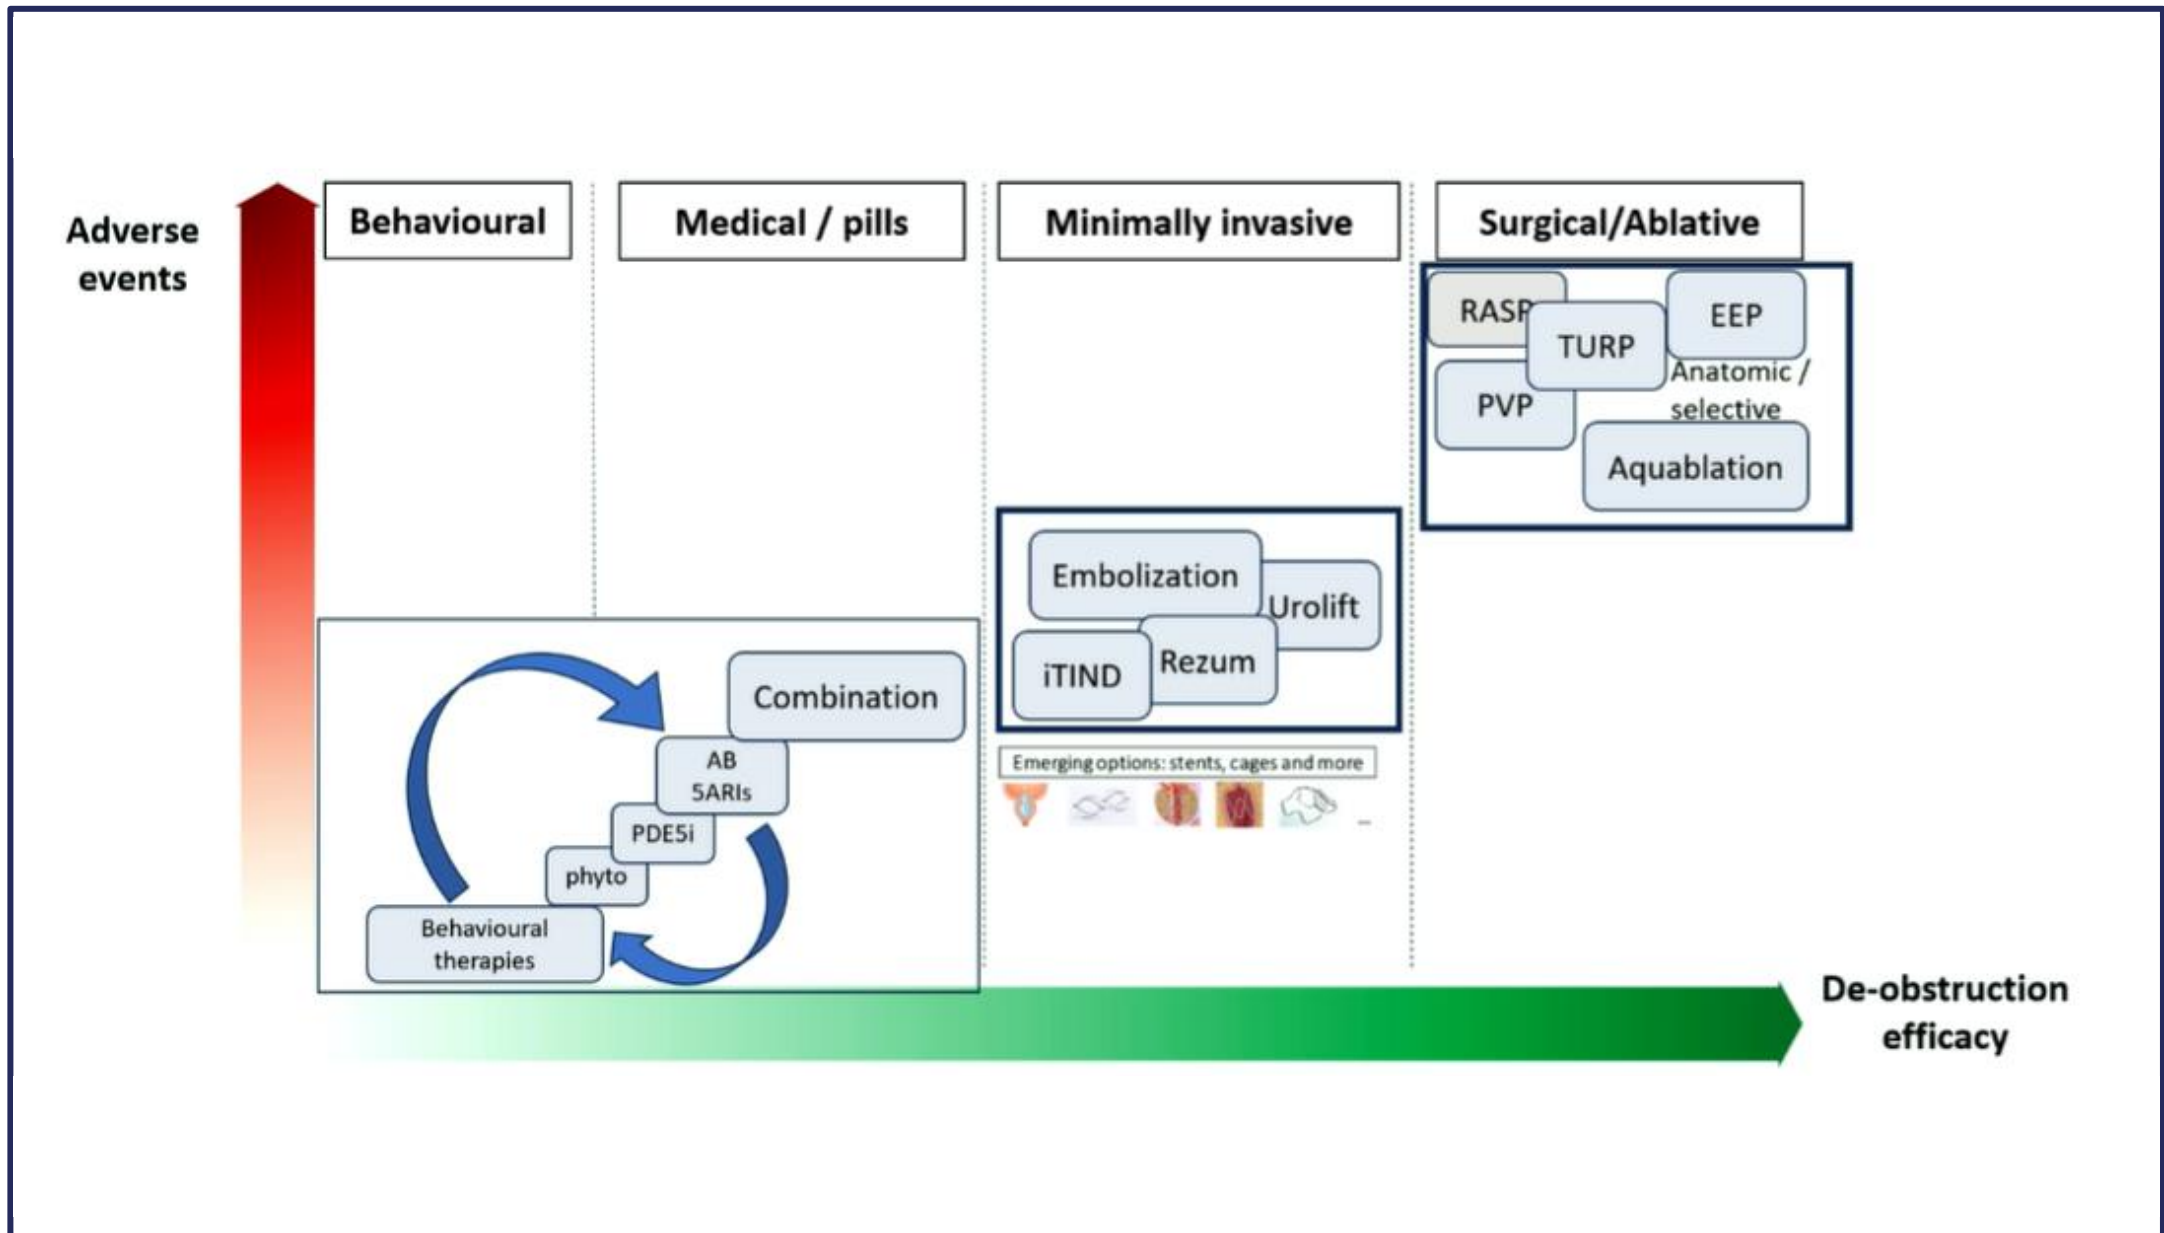 Adverse
events
Behavioural
Medical / pills
Minimally invasive
Surgical/Ablative
RASP
TURP
EEP
Anatomic /
selective
PVP
Aquablation
Embolization
Urolift
Rezum
iTIND
Emerging options: stents, cages and more
...
Combination
AB
5ARIs
PDE5i
phyto
Behavioural
therapies
De-obstruction
efficacy